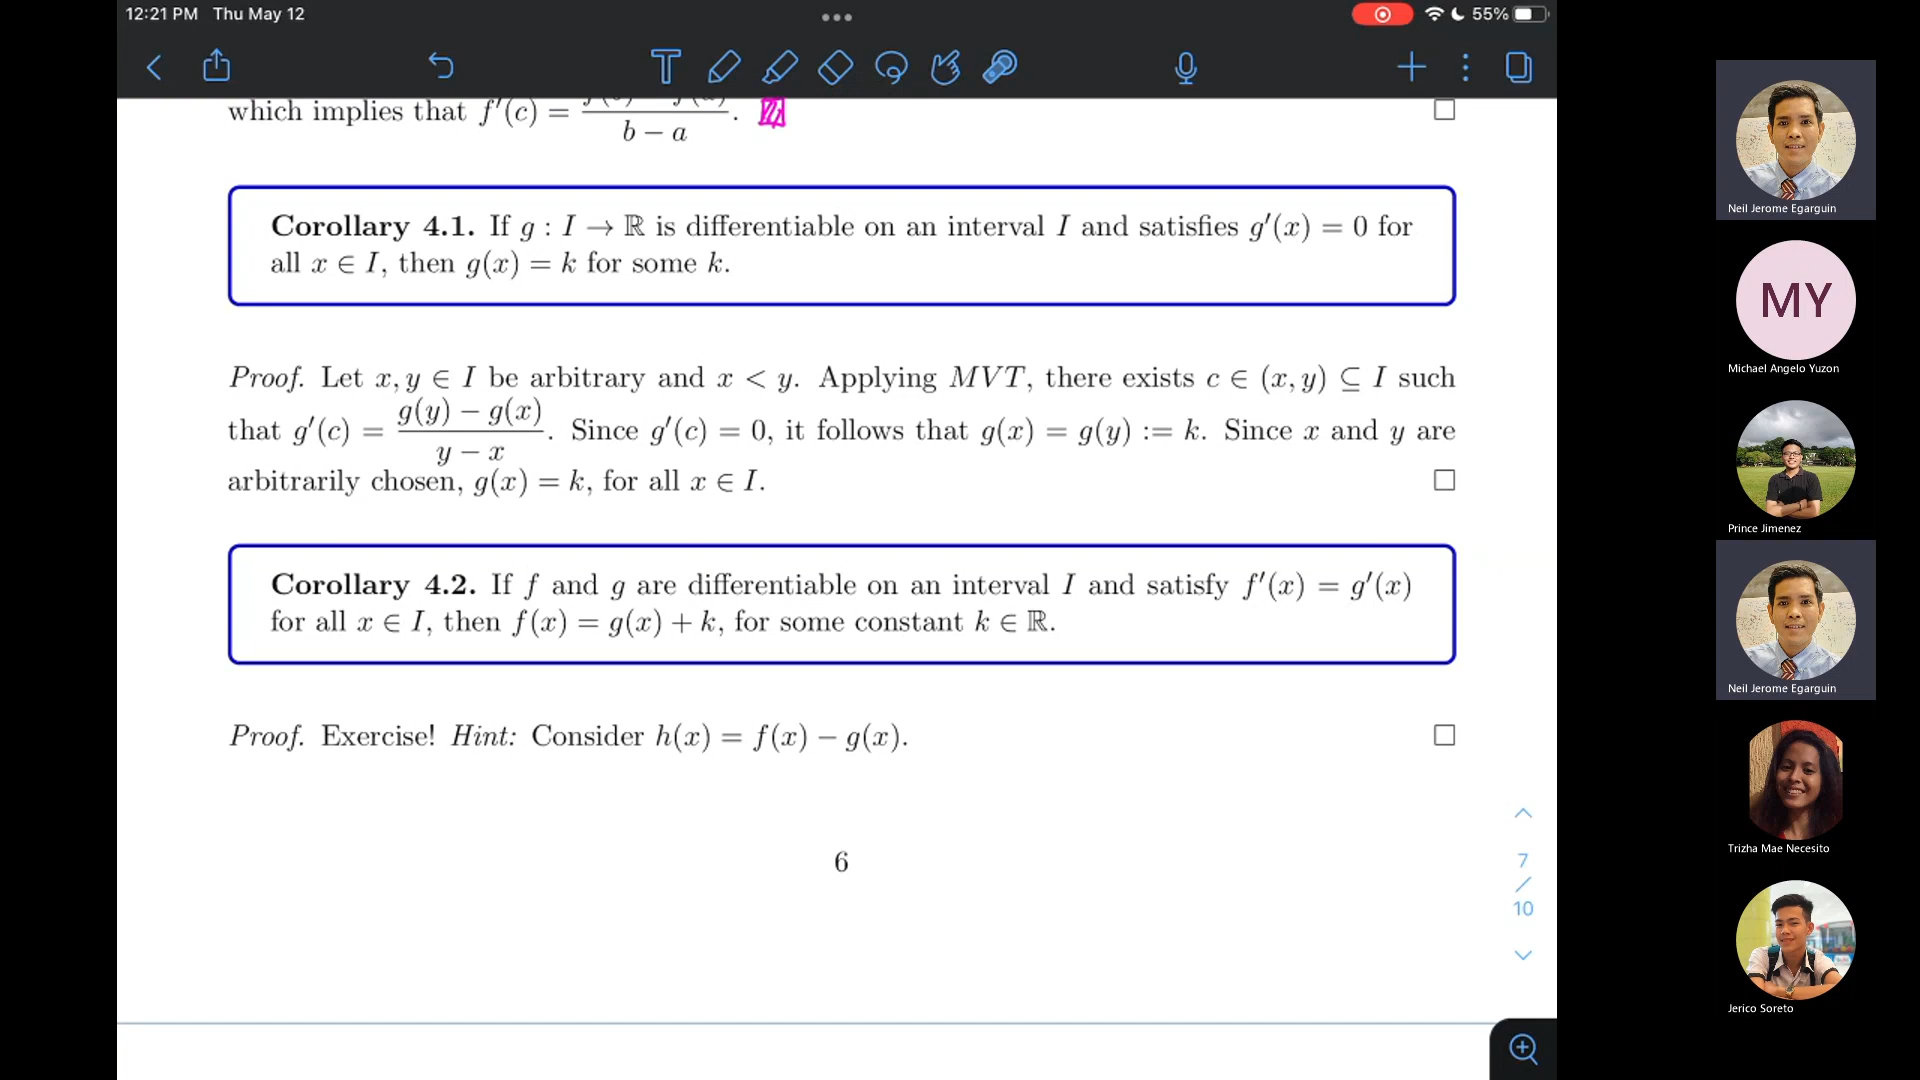 12:21 PM Thu May 12
55%
which implies that f′(c) = f(b) − f(a) / b − a .
Corollary 4.1. If g : I → ℝ is differentiable on an interval I and satisfies g′(x) = 0 for
all x ∈ I, then g(x) = k for some k.
Proof. Let x, y ∈ I be arbitrary and x < y. Applying MVT, there exists c ∈ (x, y) ⊆ I such
that g′(c) = g(y) − g(x) / y − x . Since g′(c) = 0, it follows that g(x) = g(y) := k. Since x and y are
arbitrarily chosen, g(x) = k, for all x ∈ I. □
Corollary 4.2. If f and g are differentiable on an interval I and satisfy f′(x) = g′(x)
for all x ∈ I, then f(x) = g(x) + k, for some constant k ∈ ℝ.
Proof. Exercise! Hint: Consider h(x) = f(x) − g(x). □
6
7
/
10
Neil Jerome Egarguin
MY
Michael Angelo Yuzon
Prince Jimenez
Neil Jerome Egarguin
Trizha Mae Necesito
Jerico Soreto